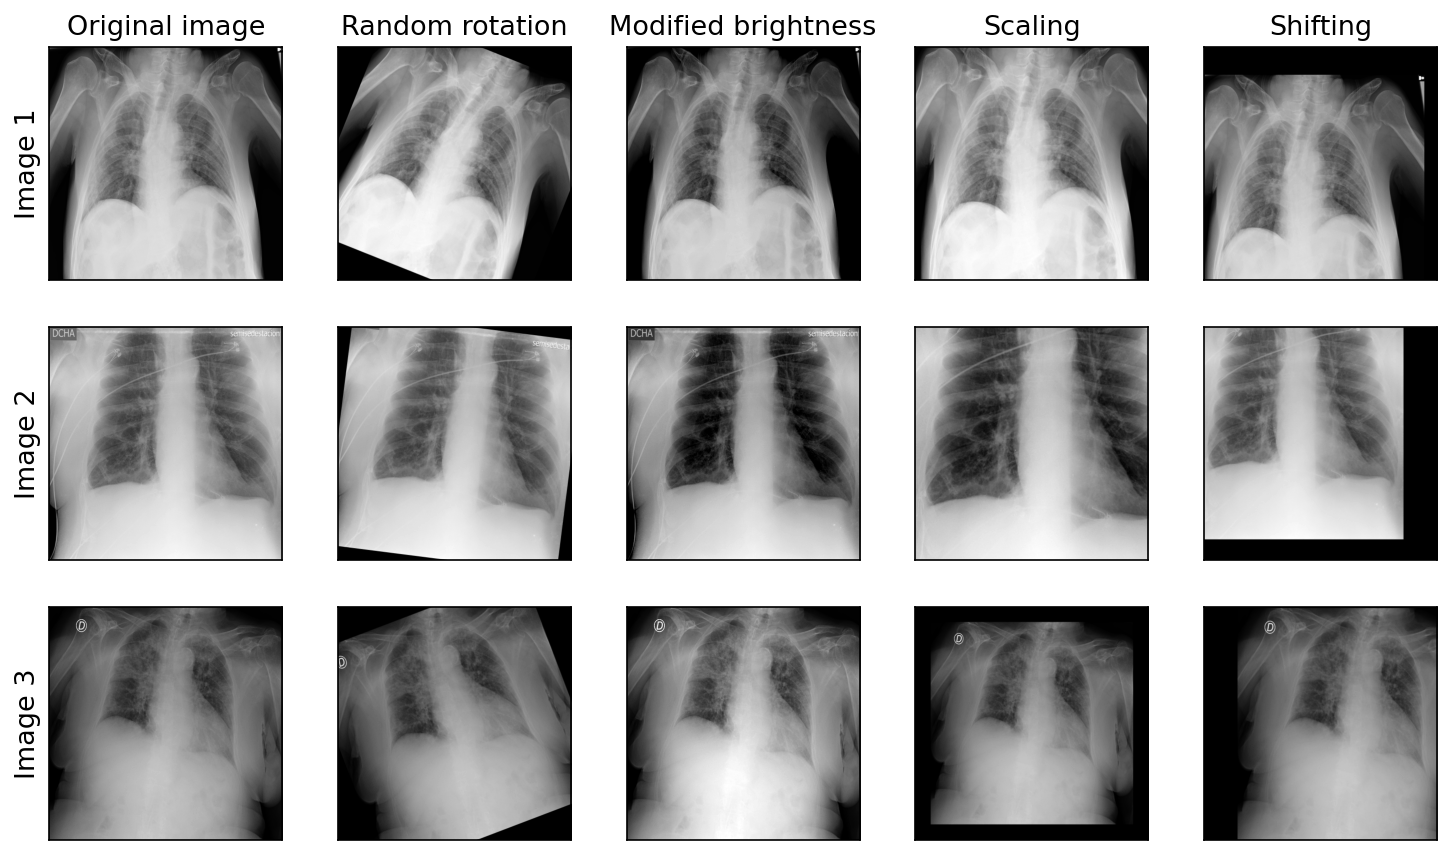 Original image
Random rotation
Modified brightness
Scaling
Shifting
Image 1
Image 2
DCHA
DCHA
Image 3
D
D
D
D
D